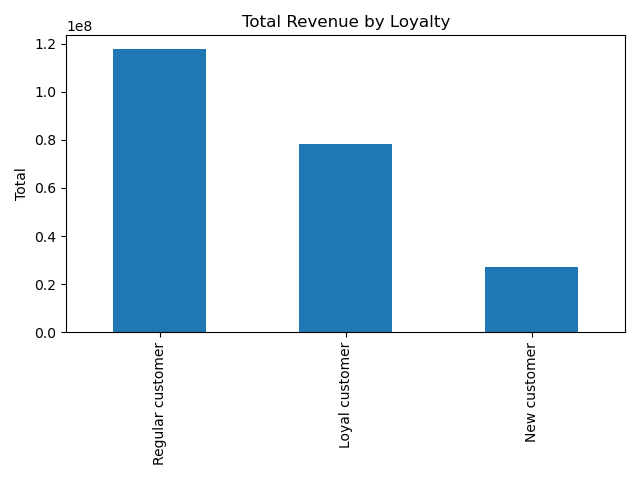 Total Revenue by Loyalty
1e8
1.2
1.0
0.8
0.6
0.4
0.2
0.0
Total
Regular customer
Loyal customer
New customer